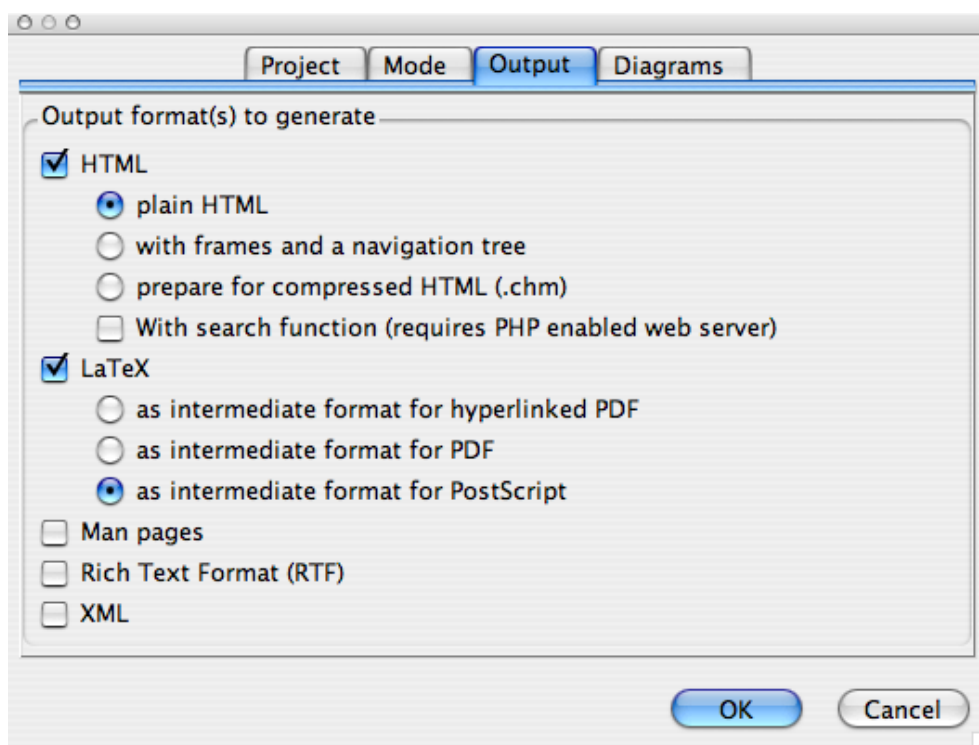 Project Mode Output Diagrams
Output format(s) to generate
HTML
plain HTML
with frames and a navigation tree
prepare for compressed HTML (.chm)
With search function (requires PHP enabled web server)
LaTeX
as intermediate format for hyperlinked PDF
as intermediate format for PDF
as intermediate format for PostScript
Man pages
Rich Text Format (RTF)
XML
OK Cancel